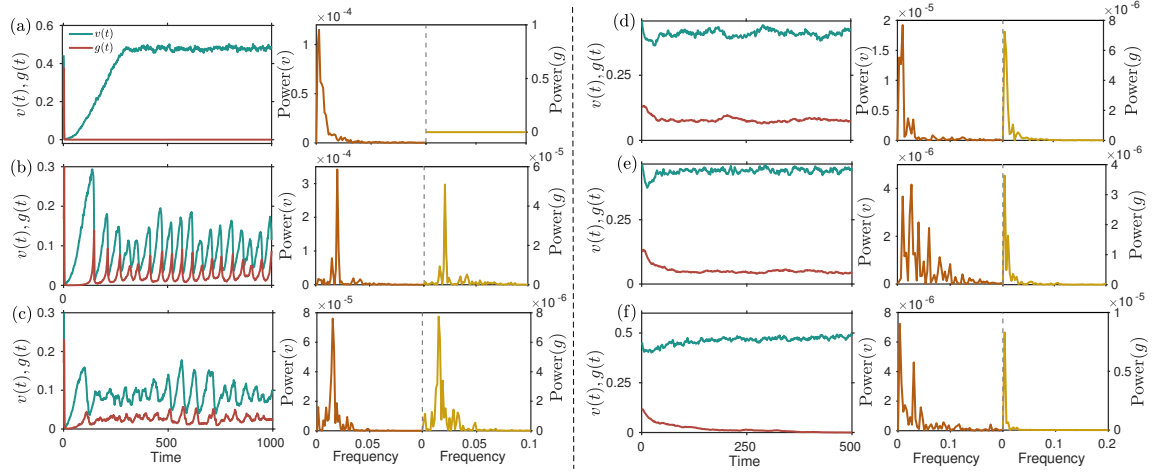 (a)
v(t)
g(t)
v(t), g(t)
0.6
0.4
0.2
0
×10⁻⁴
Power(v)
1
0.5
0
1
0.5
0
Power(g)
(b)
v(t), g(t)
0.3
0.2
0.1
0
×10⁻⁴
Power(v)
3
2
1
0
×10⁻⁵
6
4
2
0
Power(g)
(c)
v(t), g(t)
0.3
0.2
0.1
0
0 500 1000
Time
×10⁻⁵
Power(v)
8
6
4
2
0
×10⁻⁶
8
6
4
2
0
Power(g)
0 0.05 0 0.05 0.1
Frequency Frequency
(d)
v(t), g(t)
0.25
0
×10⁻⁵
Power(v)
2
1.5
1
0.5
0
×10⁻⁶
8
6
4
2
0
Power(g)
(e)
v(t), g(t)
0.25
0
×10⁻⁶
Power(v)
4
2
0
×10⁻⁶
4
3
2
1
0
Power(g)
(f)
v(t), g(t)
0.5
0.25
0
0 250 500
Time
×10⁻⁶
Power(v)
8
6
4
2
0
×10⁻⁵
1
0.5
0
Power(g)
0 0.1 0 0.1 0.2
Frequency Frequency